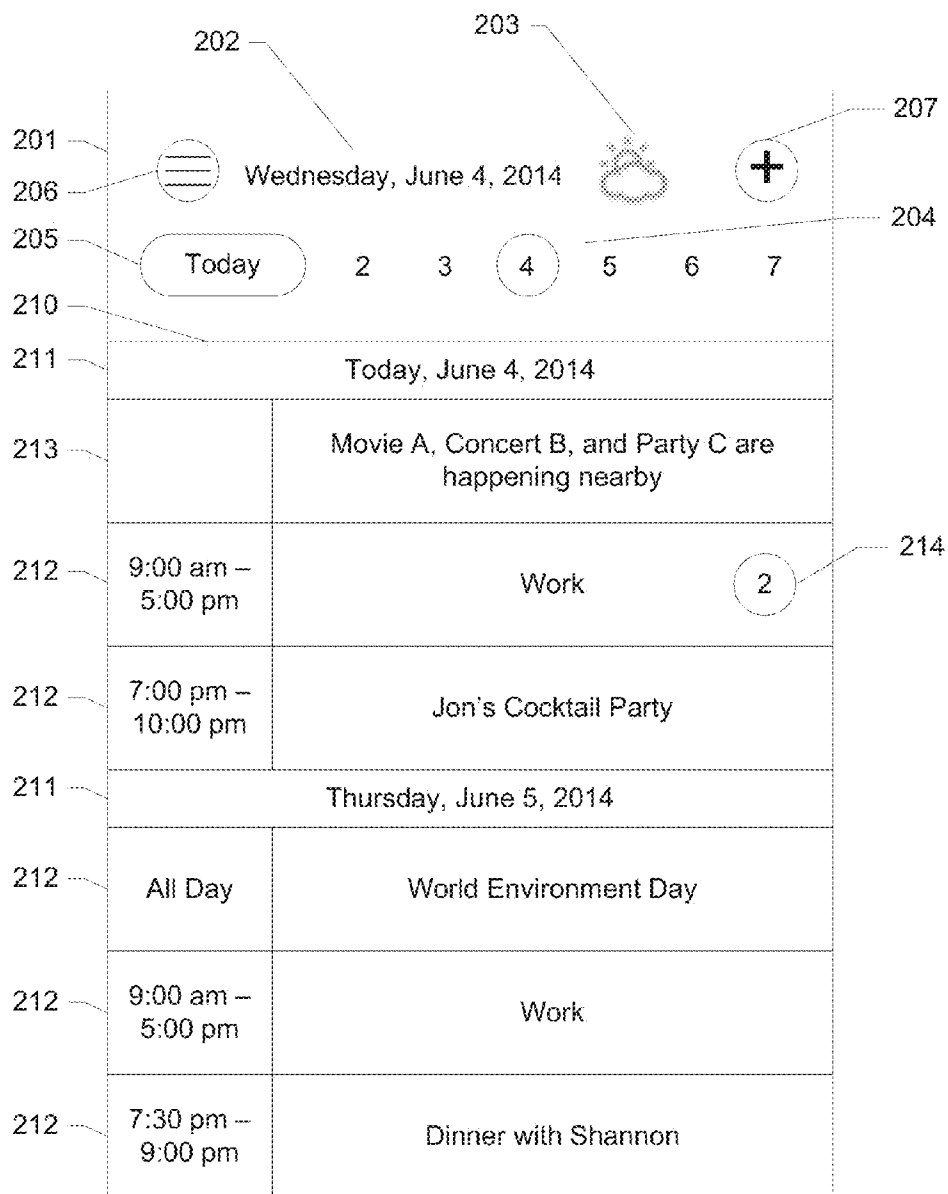 202
203
207
201
206
Wednesday, June 4, 2014
+
204
205
Today 2 3 4 5 6 7
210
211
Today, June 4, 2014
213
Movie A, Concert B, and Party C are
happening nearby
212
9:00 am –
5:00 pm
Work
2
214
212
7:00 pm –
10:00 pm
Jon's Cocktail Party
211
Thursday, June 5, 2014
212
All Day
World Environment Day
212
9:00 am –
5:00 pm
Work
212
7:30 pm –
9:00 pm
Dinner with Shannon